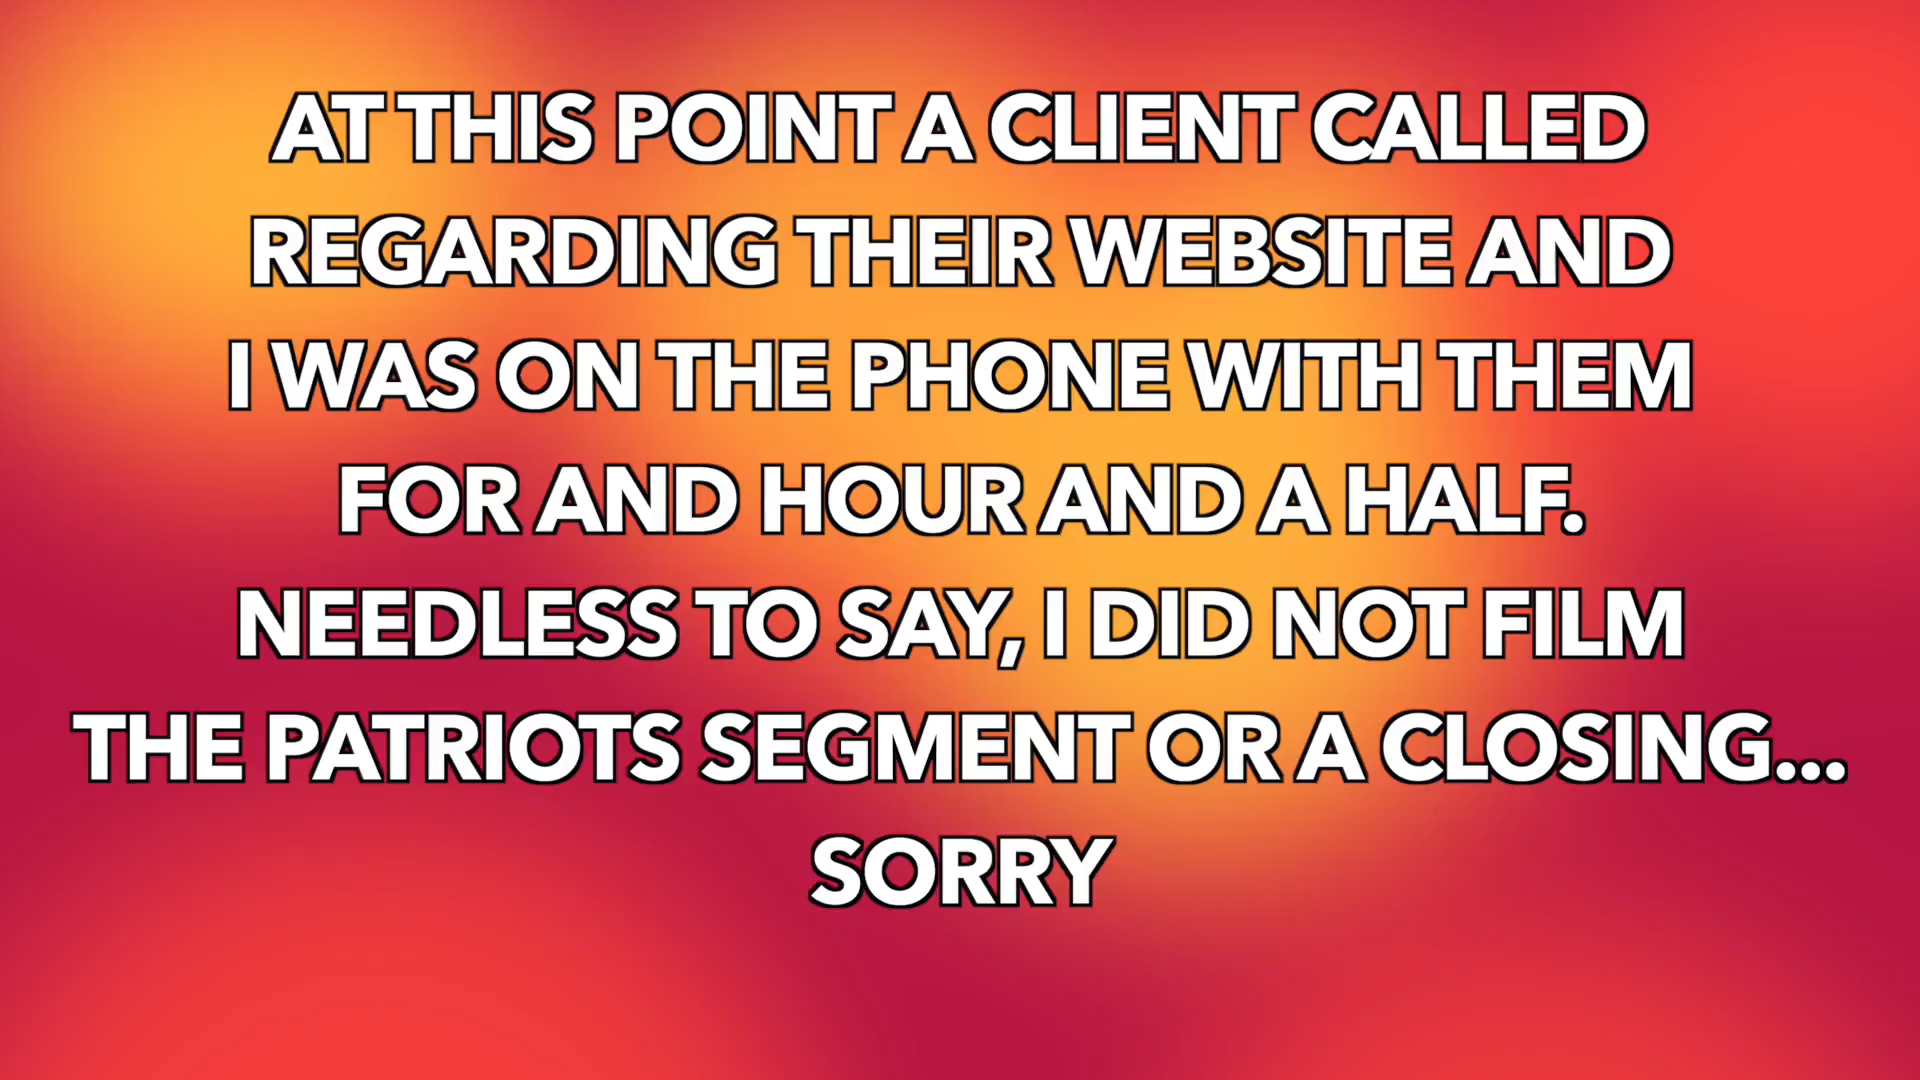 AT THIS POINT A CLIENT CALLED
REGARDING THEIR WEBSITE AND
I WAS ON THE PHONE WITH THEM
FOR AND HOUR AND A HALF.
NEEDLESS TO SAY, I DID NOT FILM
THE PATRIOTS SEGMENT OR A CLOSING...
SORRY